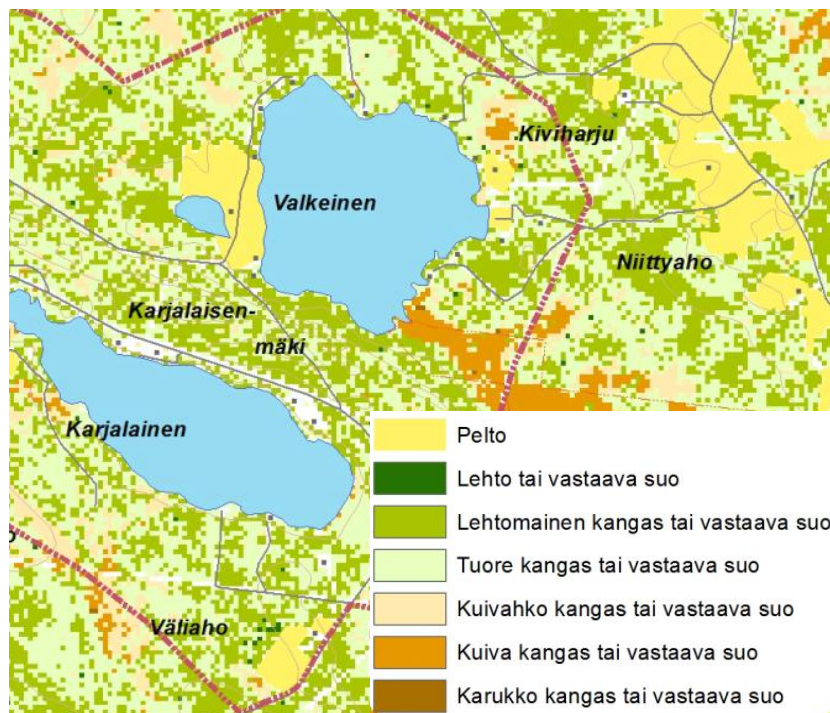 Kiviharju
Valkeinen
Niittyaho
Karjalaisen-
mäki
Karjalainen
Väliaho
Pelto
Lehto tai vastaava suo
Lehtomainen kangas tai vastaava suo
Tuore kangas tai vastaava suo
Kuivahko kangas tai vastaava suo
Kuiva kangas tai vastaava suo
Karukko kangas tai vastaava suo